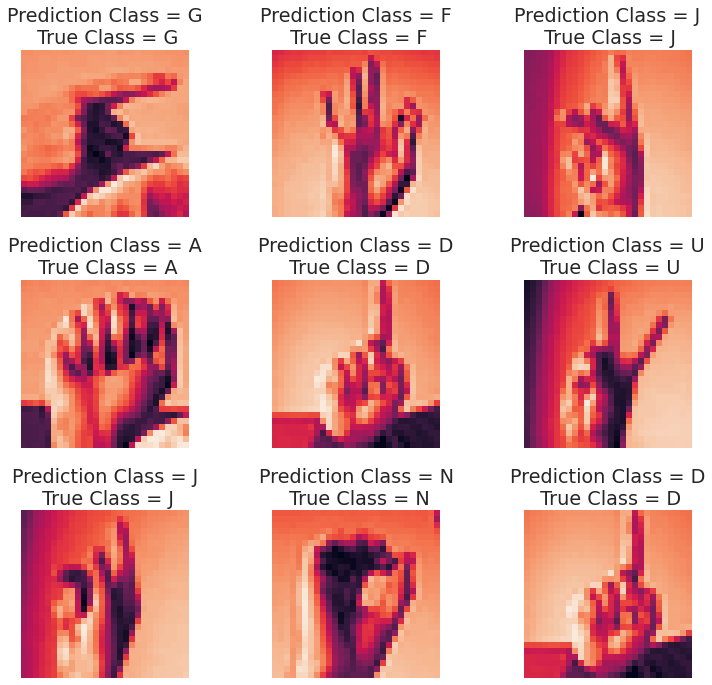 Prediction Class = G
True Class = G
Prediction Class = F
True Class = F
Prediction Class = J
True Class = J
Prediction Class = A
True Class = A
Prediction Class = D
True Class = D
Prediction Class = U
True Class = U
Prediction Class = J
True Class = J
Prediction Class = N
True Class = N
Prediction Class = D
True Class = D